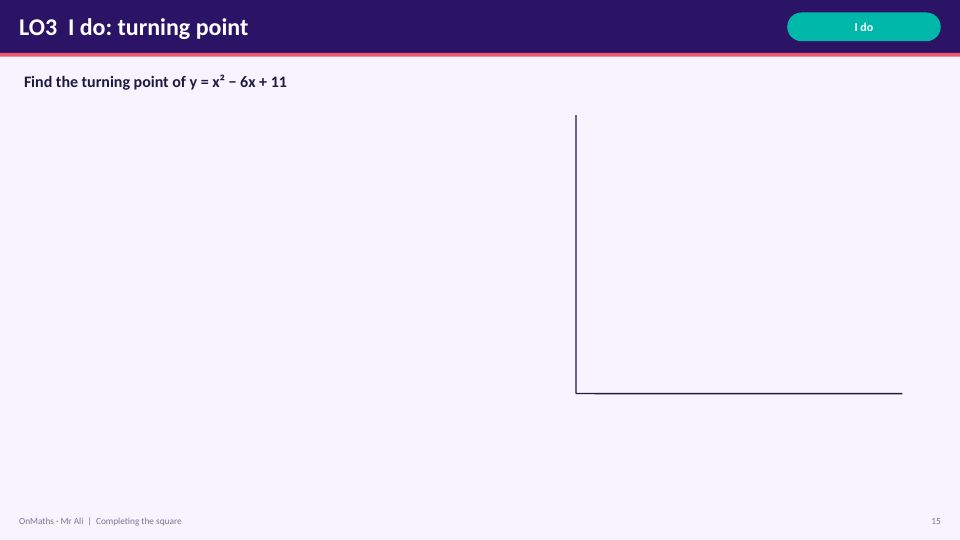 LO3  I do: turning point
I do
Find the turning point of y = x² − 6x + 11
OnMaths - Mr Ali  |  Completing the square
15